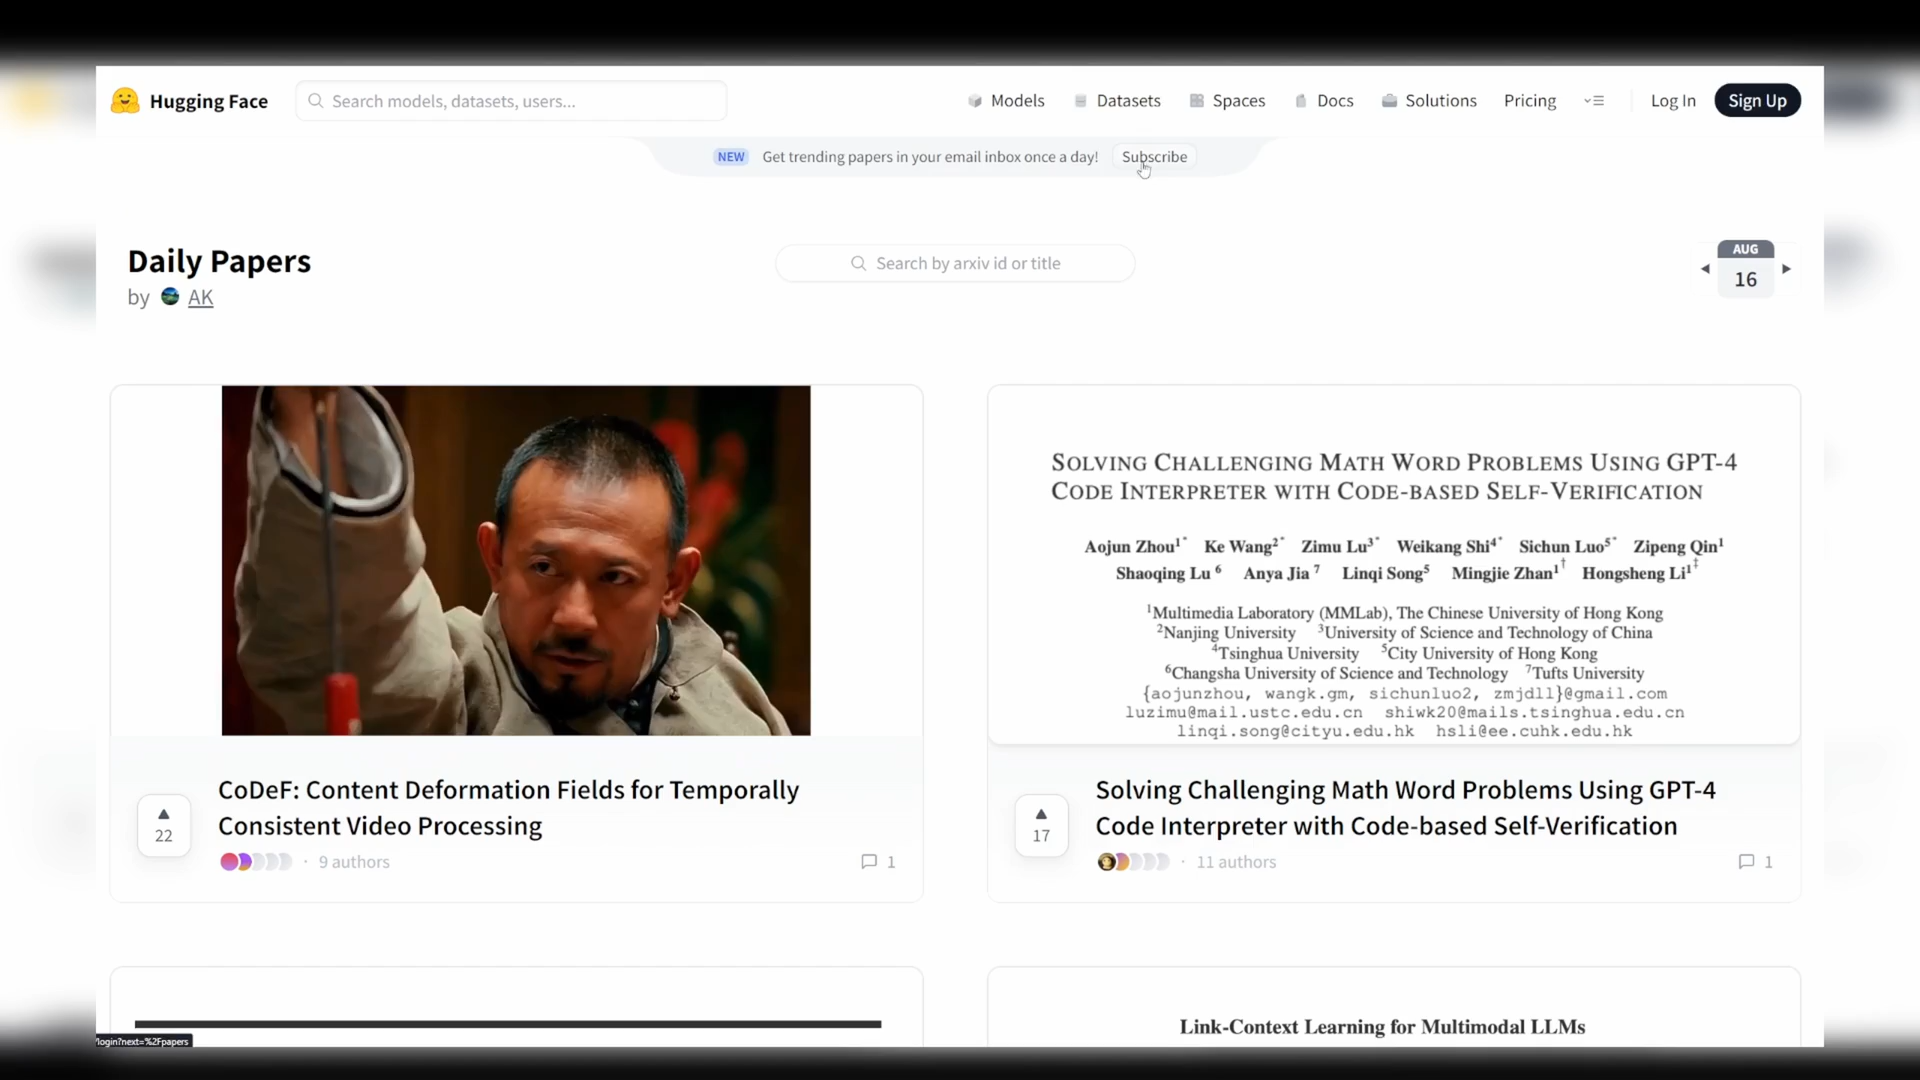 Hugging Face
Search models, datasets, users...
Models
Datasets
Spaces
Docs
Solutions
Pricing
Log In
Sign Up
NEW Get trending papers in your email inbox once a day! Subscribe
Daily Papers
by AK
Search by arxiv id or title
AUG
16
SOLVING CHALLENGING MATH WORD PROBLEMS USING GPT-4
CODE INTERPRETER WITH CODE-BASED SELF-VERIFICATION
Aojun Zhou1* Ke Wang2* Zimu Lu3* Weikang Shi4* Sichun Luo5* Zipeng Qin1
Shaoqing Lu 6 Anya Jia 7 Linqi Song5 Mingjie Zhan1† Hongsheng Li1‡
1Multimedia Laboratory (MMLab), The Chinese University of Hong Kong
2Nanjing University 3University of Science and Technology of China
4Tsinghua University 5City University of Hong Kong
6Changsha University of Science and Technology 7Tufts University
{aojunzhou, wangk.gm, sichunluo2, zmjdll}@gmail.com
luzimu@mail.ustc.edu.cn shiwk20@mails.tsinghua.edu.cn
linqi.song@cityu.edu.hk hsli@ee.cuhk.edu.hk
22
CoDeF: Content Deformation Fields for Temporally
Consistent Video Processing
· 9 authors
1
17
Solving Challenging Math Word Problems Using GPT-4
Code Interpreter with Code-based Self-Verification
· 11 authors
1
Link-Context Learning for Multimodal LLMs
/login?next=%2Fpapers